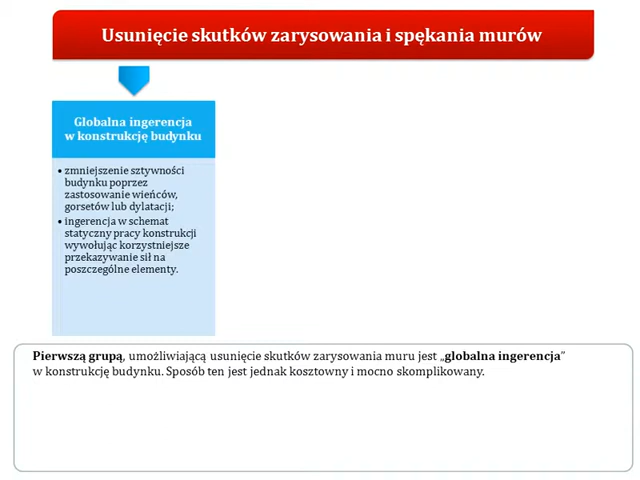 Usunięcie skutków zarysowania i spękania murów
Globalna ingerencja
w konstrukcję budynku
• zmniejszenie sztywności
budynku poprzez
zastosowanie wieńców,
gorsetów lub dylatacji;
• ingerencja w schemat
statyczny pracy konstrukcji
wywołując korzystniejsze
przekazywanie sił na
poszczególne elementy.
Pierwszą grupą, umożliwiającą usunięcie skutków zarysowania muru jest „globalna ingerencja”
w konstrukcję budynku. Sposób ten jest jednak kosztowny i mocno skomplikowany.